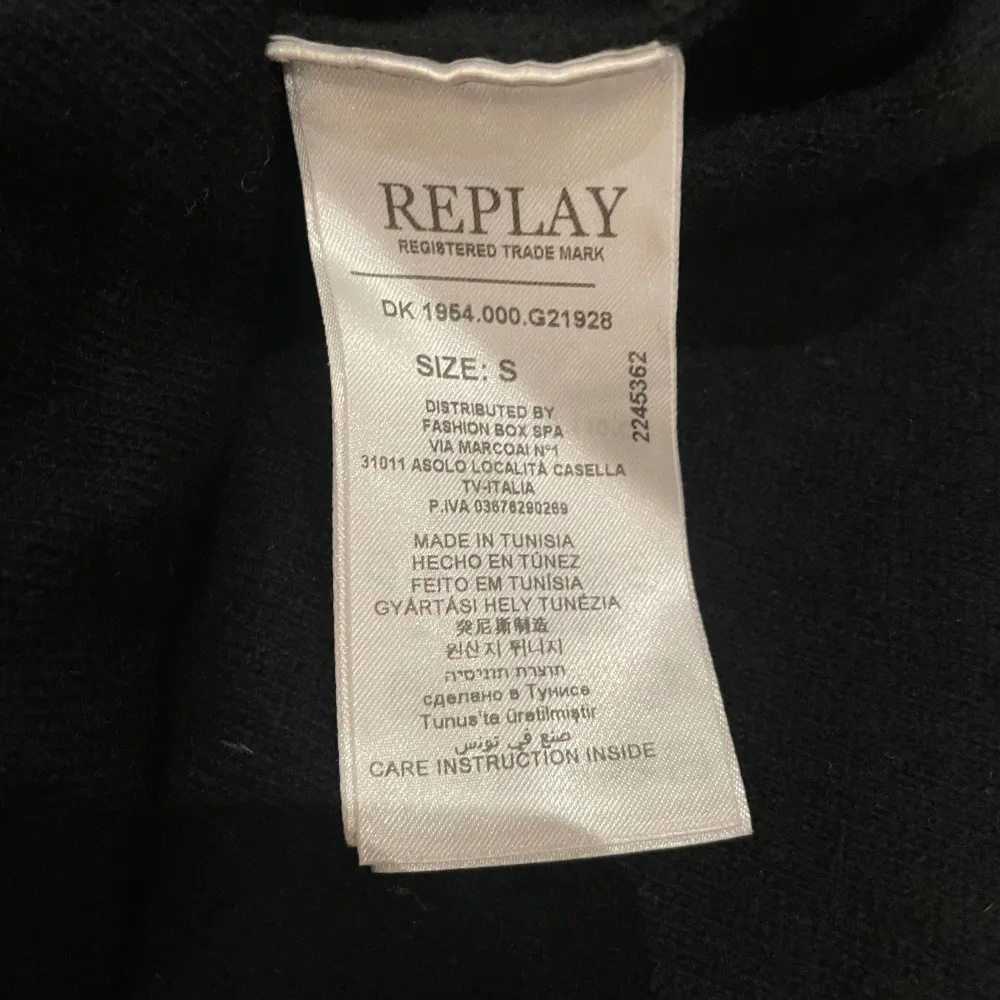 REPLAY
REGISTERED TRADE MARK
DK 1954.000.G21928
SIZE: S
2245362
DISTRIBUTED BY
FASHION BOX SPA
VIA MARCOAI N°1
31011 ASOLO LOCALITÀ CASELLA
TV-ITALIA
P.IVA 03676290269
MADE IN TUNISIA
HECHO EN TÚNEZ
FEITO EM TUNÍSIA
GYÁRTÁSI HELY TUNÉZIA
突尼斯制造
원산지 튀니지
תוצרת תוניסיה
сделано в Тунисе
Tunus'ta üretilmiştir
صنع في تونس
CARE INSTRUCTION INSIDE